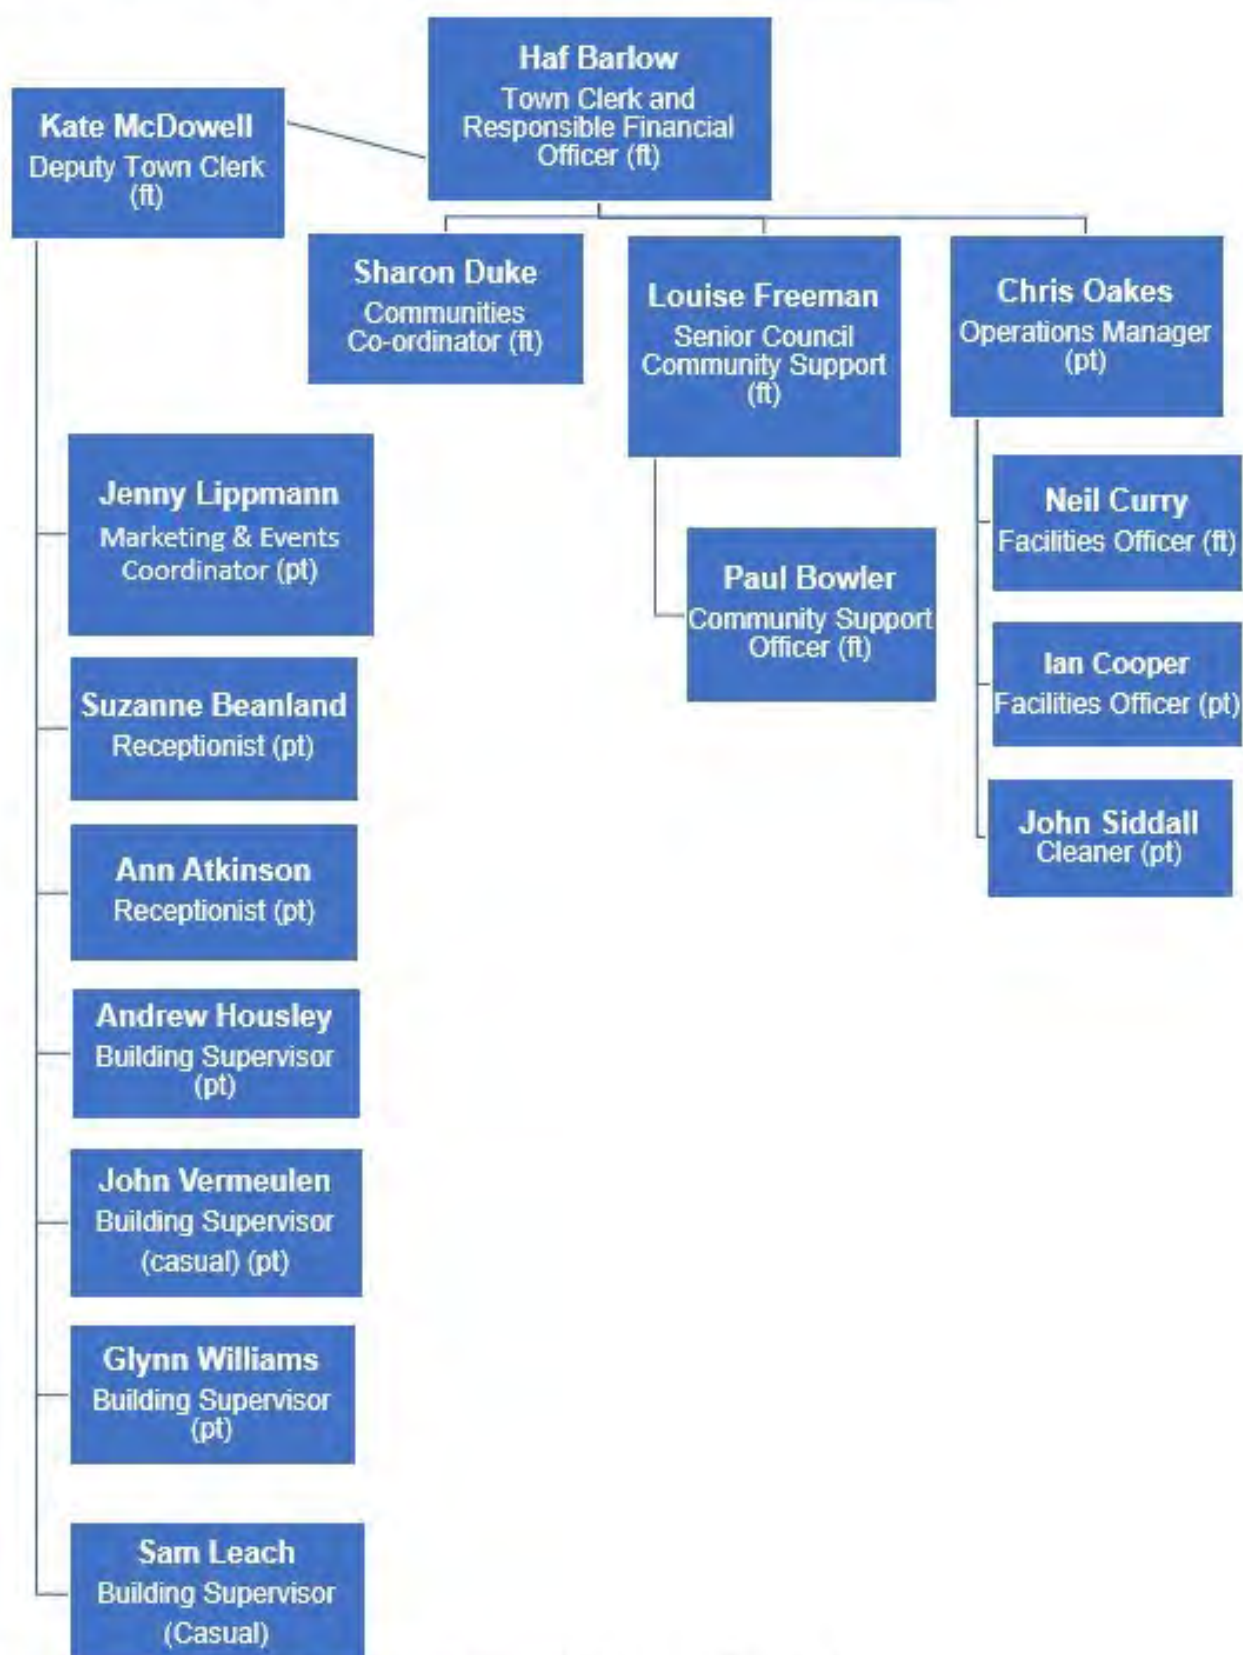 Haf Barlow
Town Clerk and
Responsible Financial
Officer (ft)
Kate McDowell
Deputy Town Clerk
(ft)
Sharon Duke
Communities
Co-ordinator (ft)
Louise Freeman
Senior Council
Community Support
(ft)
Chris Oakes
Operations Manager
(pt)
Jenny Lippmann
Marketing & Events
Coordinator (pt)
Suzanne Beanland
Receptionist (pt)
Ann Atkinson
Receptionist (pt)
Andrew Housley
Building Supervisor
(pt)
John Vermeulen
Building Supervisor
(casual) (pt)
Glynn Williams
Building Supervisor
(pt)
Sam Leach
Building Supervisor
(Casual)
Paul Bowler
Community Support
Officer (ft)
Neil Curry
Facilities Officer (ft)
Ian Cooper
Facilities Officer (pt)
John Siddall
Cleaner (pt)